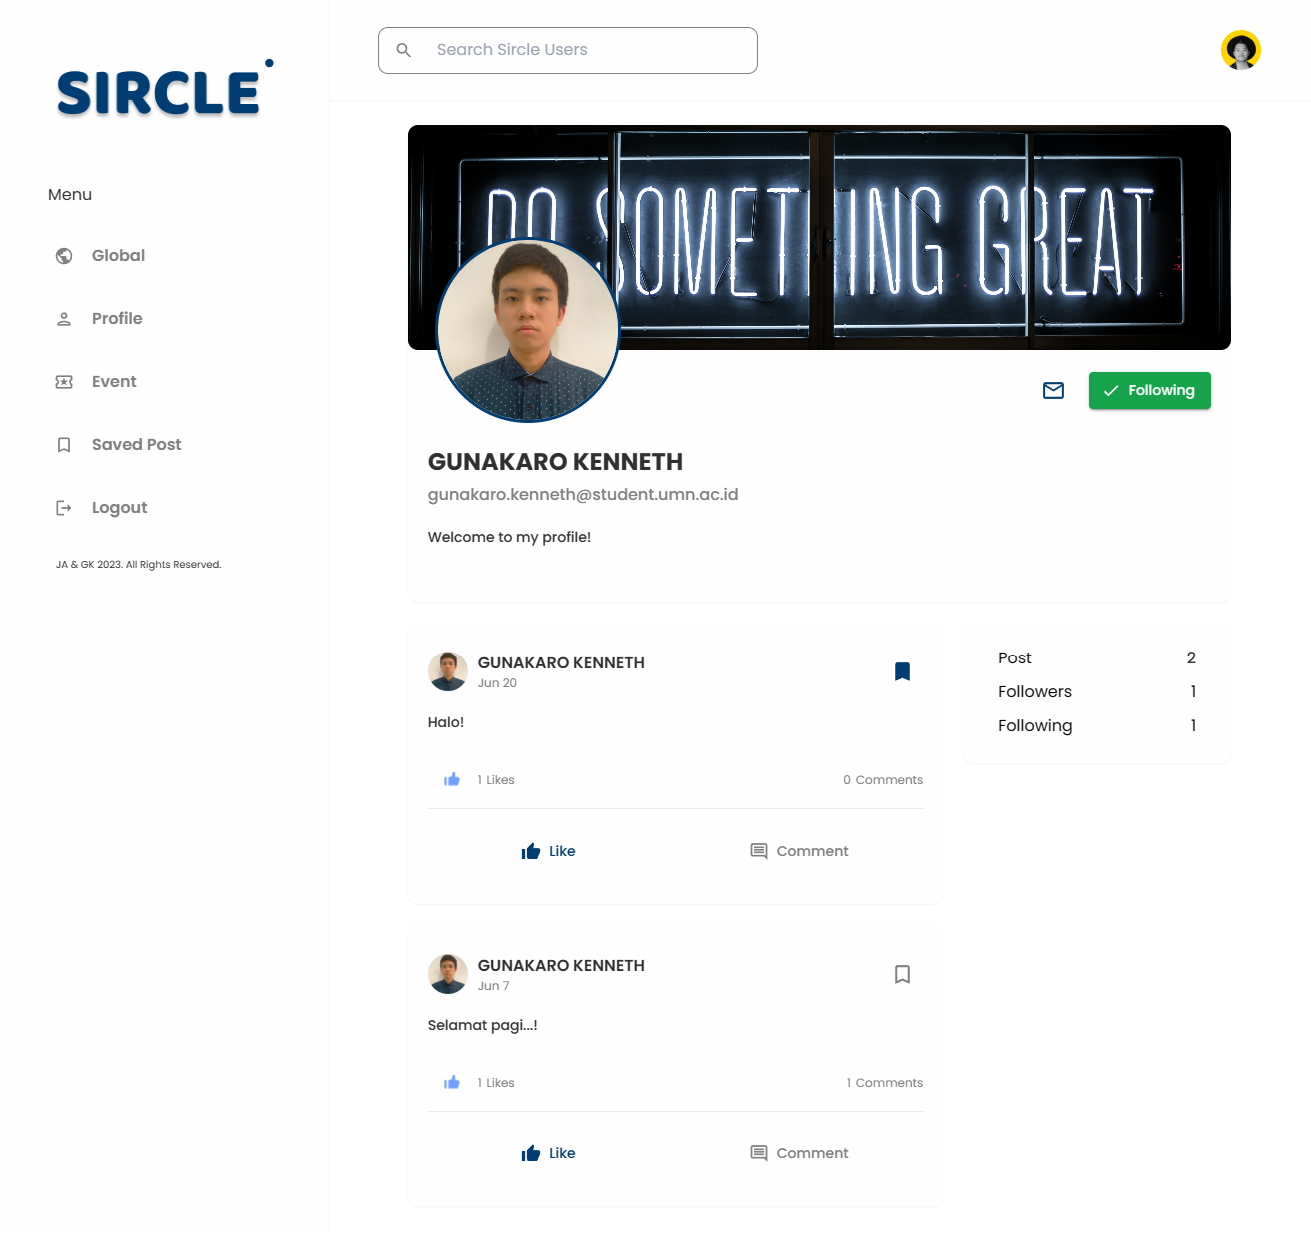 SIRCLE
Search Sircle Users
Menu
Global
Profile
Event
Saved Post
Logout
JA & GK 2023. All Rights Reserved.
DO SOMETHING GREAT
Following
GUNAKARO KENNETH
gunakaro.kenneth@student.umn.ac.id
Welcome to my profile!
GUNAKARO KENNETH
Jun 20
Halo!
1 Likes 0 Comments
Like Comment
Post 2
Followers 1
Following 1
GUNAKARO KENNETH
Jun 7
Selamat pagi...!
1 Likes 1 Comments
Like Comment